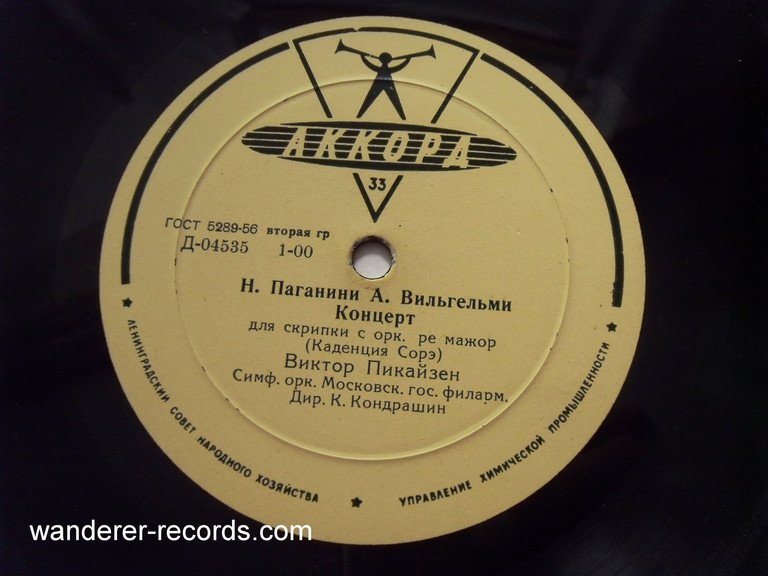 АККОРД
33
ГОСТ 5289-56 вторая гр
Д-04535 1-00
Н. Паганини А. Вильгельми
Концерт
для скрипки с орк. ре мажор
(Каденция Сорэ)
Виктор Пикайзен
Симф. орк. Московск. гос. филарм.
Дир. К. Кондрашин
★ ЛЕНИНГРАДСКИЙ СОВЕТ НАРОДНОГО ХОЗЯЙСТВА ★ УПРАВЛЕНИЕ ХИМИЧЕСКОЙ ПРОМЫШЛЕННОСТИ ★
wanderer-records.com